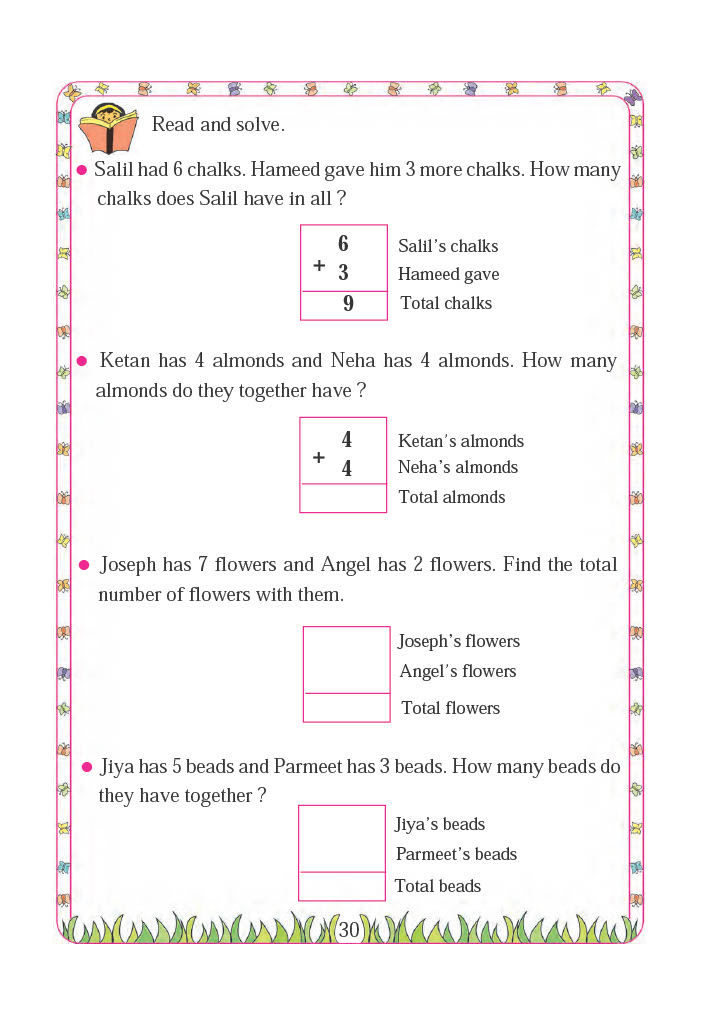 Read and solve.
● Salil had 6 chalks. Hameed gave him 3 more chalks. How many
chalks does Salil have in all ?
6 Salil's chalks
+ 3 Hameed gave
9 Total chalks
● Ketan has 4 almonds and Neha has 4 almonds. How many
almonds do they together have ?
4 Ketan's almonds
+ 4 Neha's almonds
Total almonds
● Joseph has 7 flowers and Angel has 2 flowers. Find the total
number of flowers with them.
Joseph's flowers
Angel's flowers
Total flowers
● Jiya has 5 beads and Parmeet has 3 beads. How many beads do
they have together ?
Jiya's beads
Parmeet's beads
Total beads
30